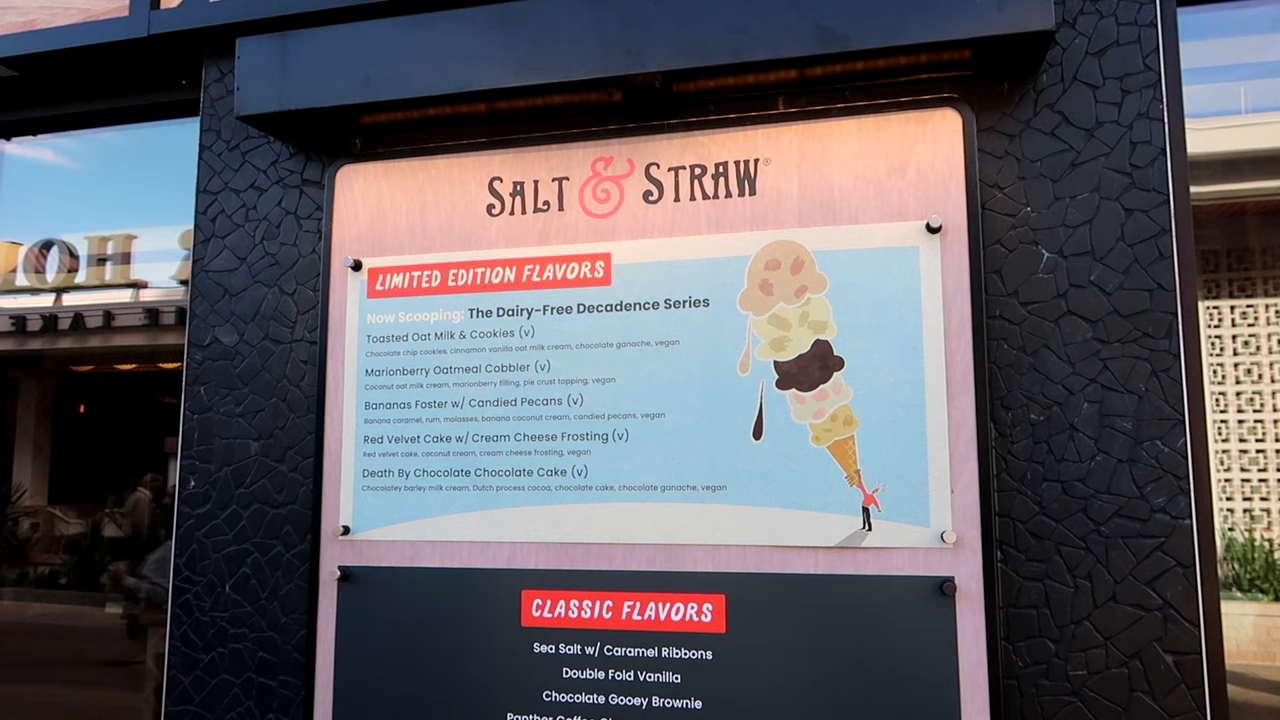 SALT & STRAW®
LIMITED EDITION FLAVORS
Now Scooping: The Dairy-Free Decadence Series
Toasted Oat Milk & Cookies (v)
Chocolate chip cookies, cinnamon vanilla oat milk cream, chocolate ganache, vegan
Marionberry Oatmeal Cobbler (v)
Coconut oat milk cream, marionberry filling, pie crust topping, vegan
Bananas Foster w/ Candied Pecans (v)
Banana caramel, rum, molasses, banana coconut cream, candied pecans, vegan
Red Velvet Cake w/ Cream Cheese Frosting (v)
Red velvet cake, coconut cream, cream cheese frosting, vegan
Death By Chocolate Chocolate Cake (v)
Chocolatey barley milk cream, Dutch process cocoa, chocolate cake, chocolate ganache, vegan
CLASSIC FLAVORS
Sea Salt w/ Caramel Ribbons
Double Fold Vanilla
Chocolate Gooey Brownie
Panther Coffee